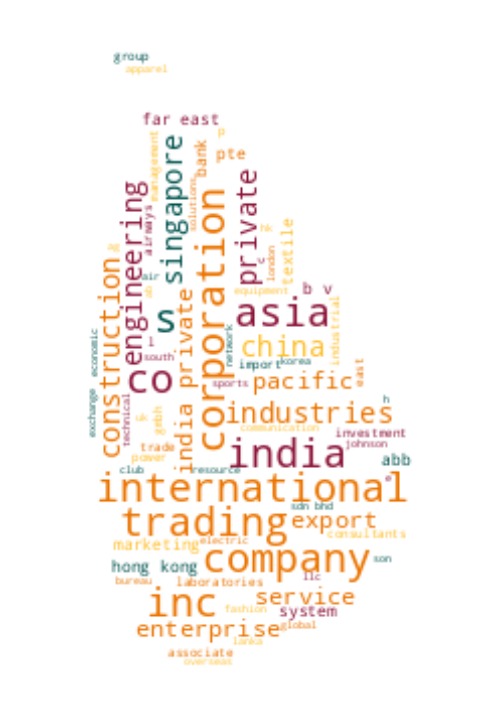 group
apparel
far east
p
management
singapore
bank
pte
engineering
airways
solutions
corporation
private
c
hk
london
textile
construction
air
ab
equipment
b v
s
asia
industrial
india private
network
economic
l
south
china
import
korea
co
sports
pacific
east
exchange
technical
gmbh
industries
h
communication
investment
trade
johnson
power
india
abb
club
resource
e
international
sdn bhd
trading
export
consultants
marketing
electric
company
son
hong kong
llc
bureau
laboratories
inc
service
fashion
system
enterprise
global
lanka
associate
overseas